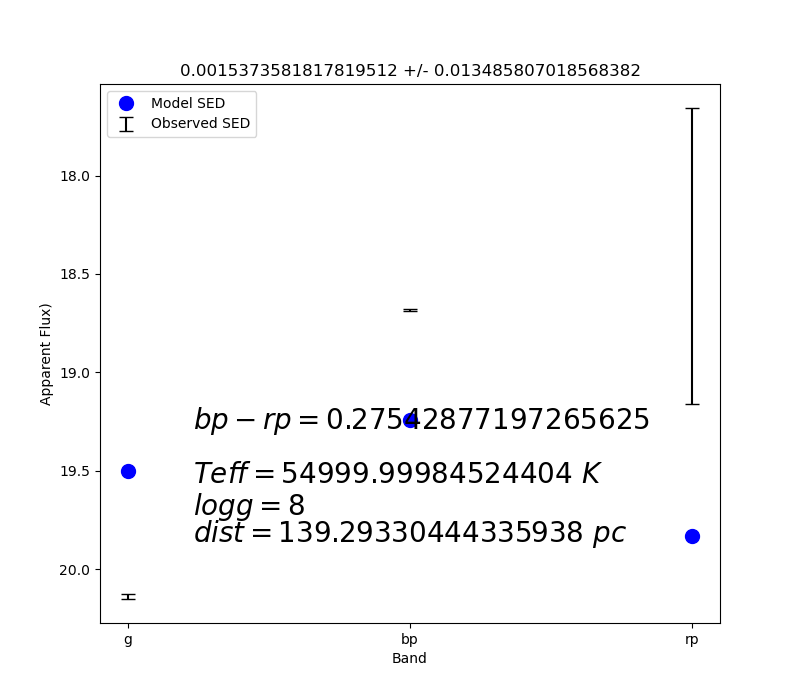 0.0015373581817819512 +/- 0.013485807018568382
Model SED
Observed SED
18.0
18.5
19.0
19.5
20.0
Apparent Flux)
bp − rp = 0.27542877197265625
Teff = 54999.99984524404 K
logg = 8
dist = 139.29330444335938 pc
g
bp
rp
Band